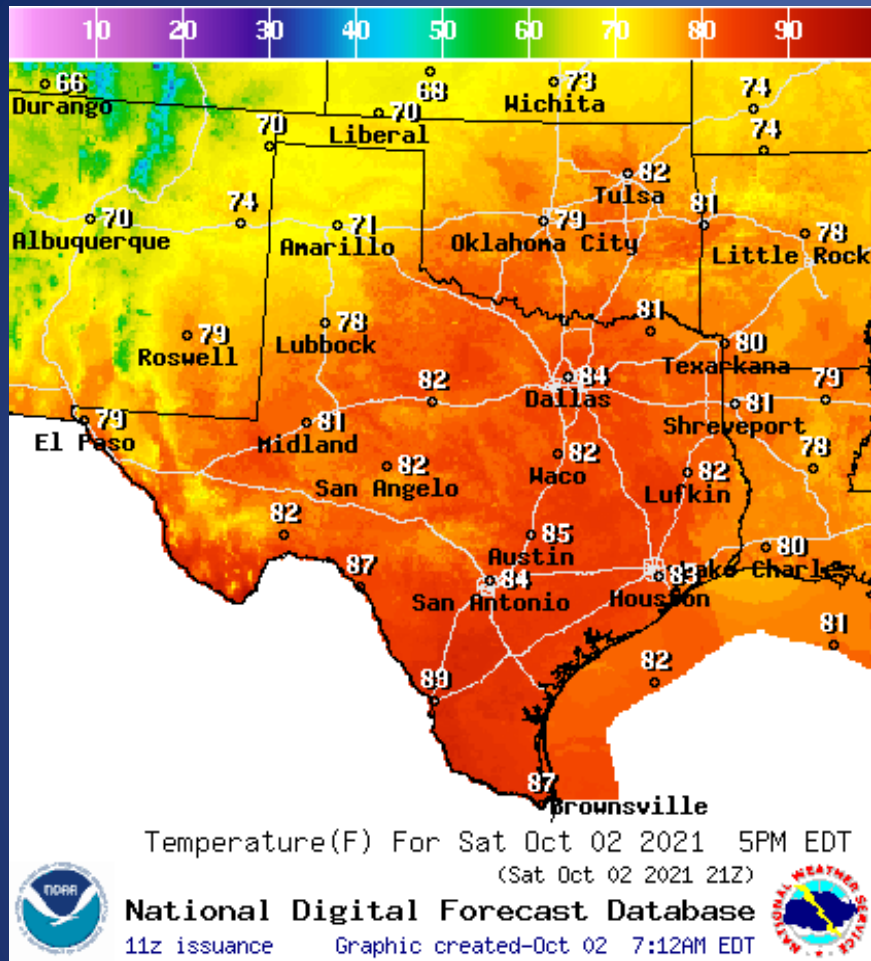 10 20 30 40 50 60 70 80 90
66
Durango
68
73
Wichita
74
70
Liberal
70
74
82
Tulsa
70
Albuquerque
74
71
Amarillo
79
Oklahoma City
81
78
Little Rock
79
Roswell
78
Lubbock
81
80
Texarkana
84
Dallas
82
79
81
Shreveport
79
El Paso
81
Midland
82
San Angelo
82
Waco
82
Lufkin
78
82
85
Austin
80
Lake Charles
87
84
San Antonio
83
Houston
81
82
89
87
Brownsville
Temperature(F) For Sat Oct 02 2021 5PM EDT
(Sat Oct 02 2021 21Z)
NOAA
National Digital Forecast Database
11z issuance Graphic created-Oct 02 7:12AM EDT
NATIONAL WEATHER SERVICE